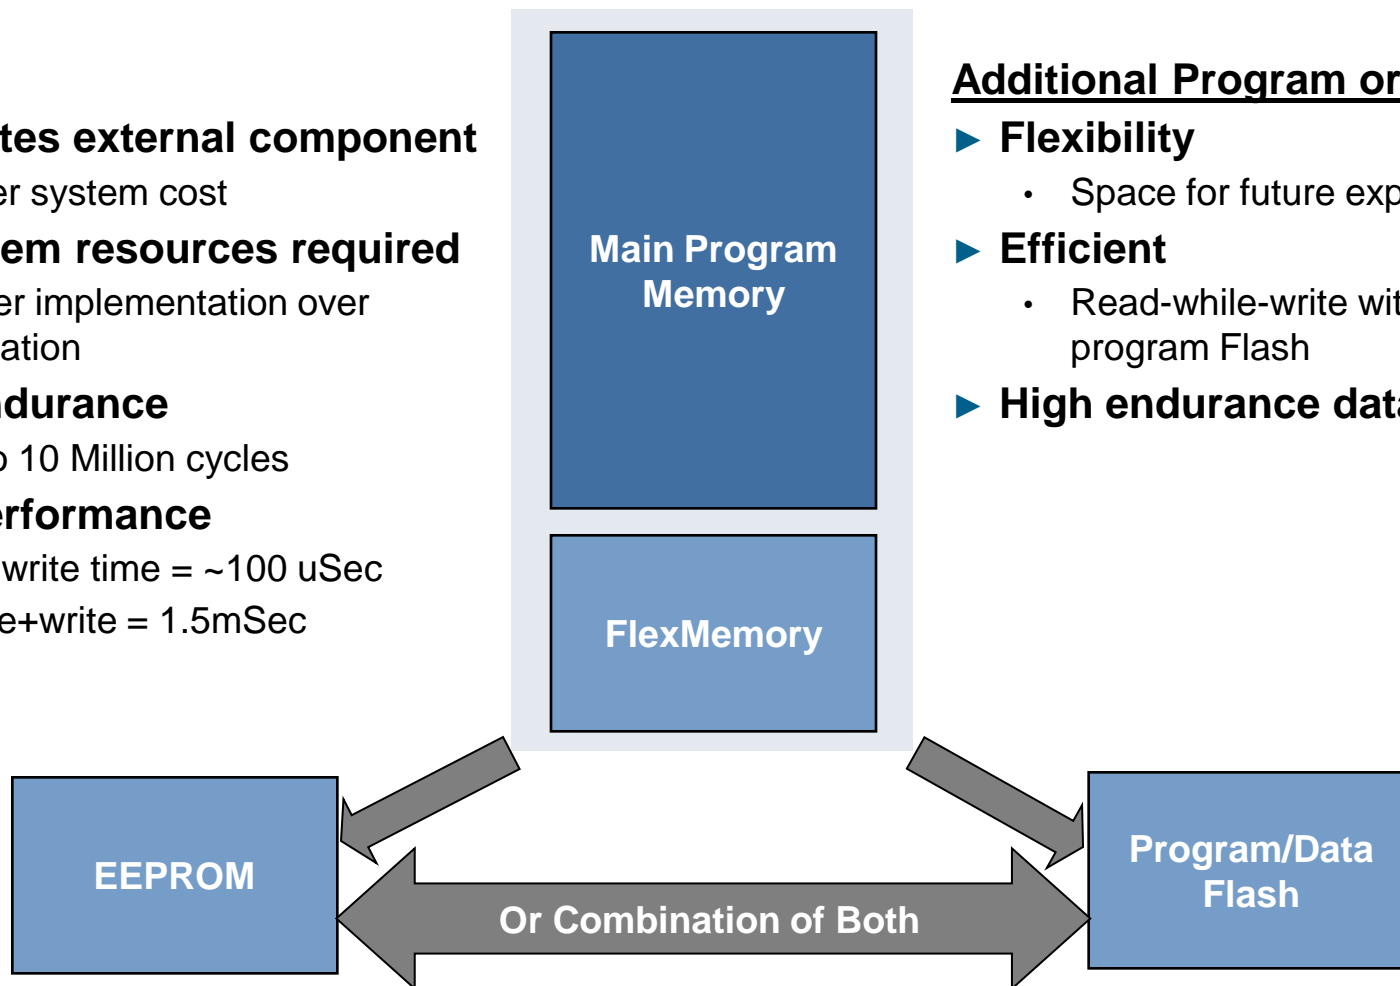 tes external component
er system cost
em resources required
er implementation over
ation
ndurance
o 10 Million cycles
erformance
write time = ~100 uSec
e+write = 1.5mSec
Main Program
Memory
FlexMemory
Additional Program or
► Flexibility
• Space for future exp
► Efficient
• Read-while-write wit
program Flash
► High endurance data
EEPROM
Or Combination of Both
Program/Data
Flash